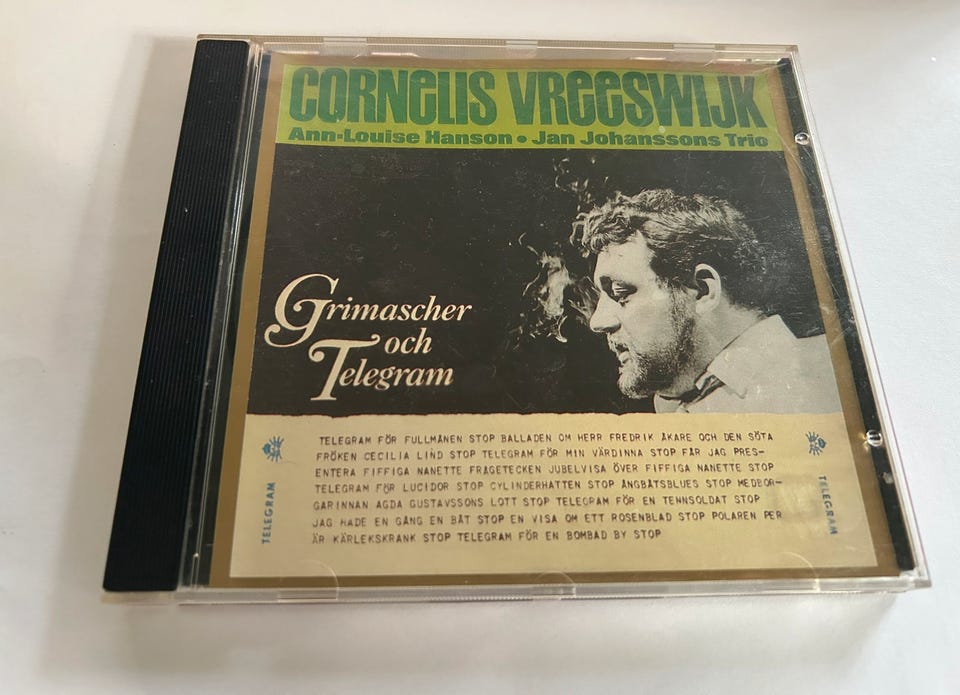 CORNELIS VREESWIJK
Ann-Louise Hanson • Jan Johanssons Trio
Grimascher
och
Telegram
TELEGRAM FÖR FULLMÅNEN STOP BALLADEN OM HERR FREDRIK ÅKARE OCH DEN SÖTA
FRÖKEN CECILIA LIND STOP TELEGRAM FÖR MIN VÄRDINNA STOP FÅR JAG PRES-
ENTERA FIFFIGA NANETTE FRÅGETECKEN JUBELVISA ÖVER FIFFIGA NANETTE STOP
TELEGRAM FÖR LUCIDOR STOP CYLINDERHATTEN STOP ÅNGBÅTSBLUES STOP MEDBOR-
GARINNAN AGDA GUSTAVSSONS LOTT STOP TELEGRAM FÖR EN TENNSOLDAT STOP
JAG HADE EN GÅNG EN BÅT STOP EN VISA OM ETT ROSENBLAD STOP POLAREN PER
ÄR KÄRLEKSKRANK STOP TELEGRAM FÖR EN BOMBAD BY STOP
TELEGRAM
TELEGRAM